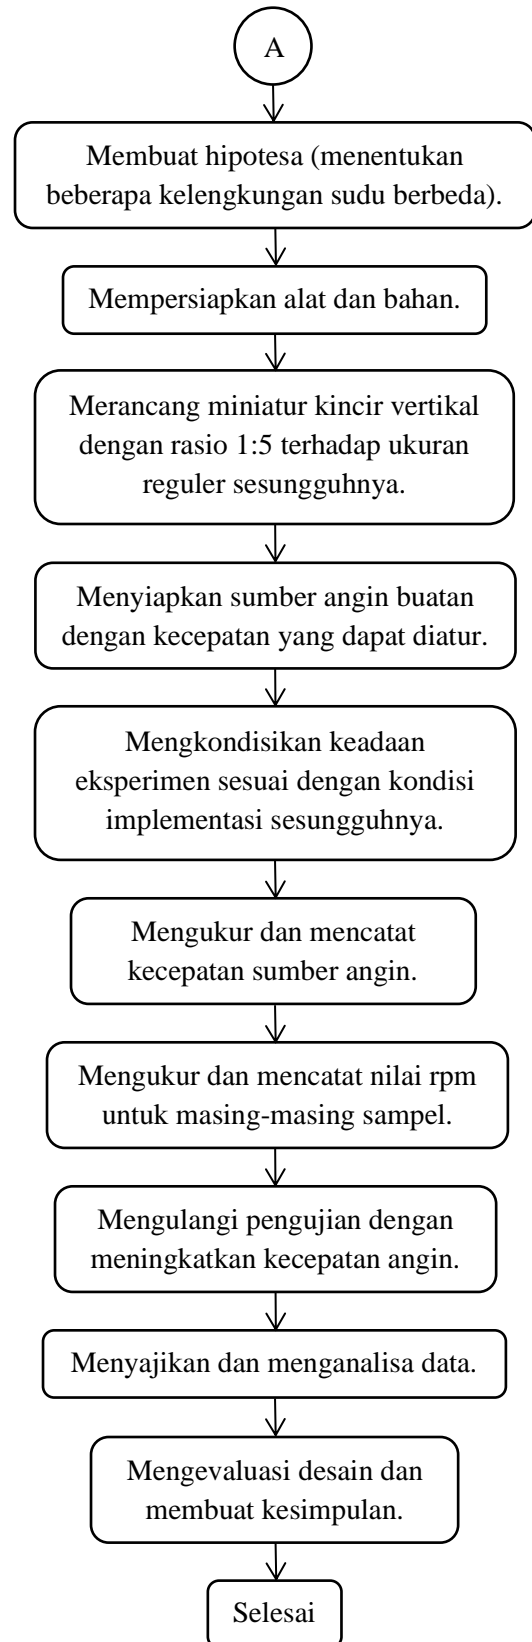 A
Membuat hipotesa (menentukan
beberapa kelengkungan sudu berbeda).
Mempersiapkan alat dan bahan.
Merancang miniatur kincir vertikal
dengan rasio 1:5 terhadap ukuran
reguler sesungguhnya.
Menyiapkan sumber angin buatan
dengan kecepatan yang dapat diatur.
Mengkondisikan keadaan
eksperimen sesuai dengan kondisi
implementasi sesungguhnya.
Mengukur dan mencatat
kecepatan sumber angin.
Mengukur dan mencatat nilai rpm
untuk masing-masing sampel.
Mengulangi pengujian dengan
meningkatkan kecepatan angin.
Menyajikan dan menganalisa data.
Mengevaluasi desain dan
membuat kesimpulan.
Selesai